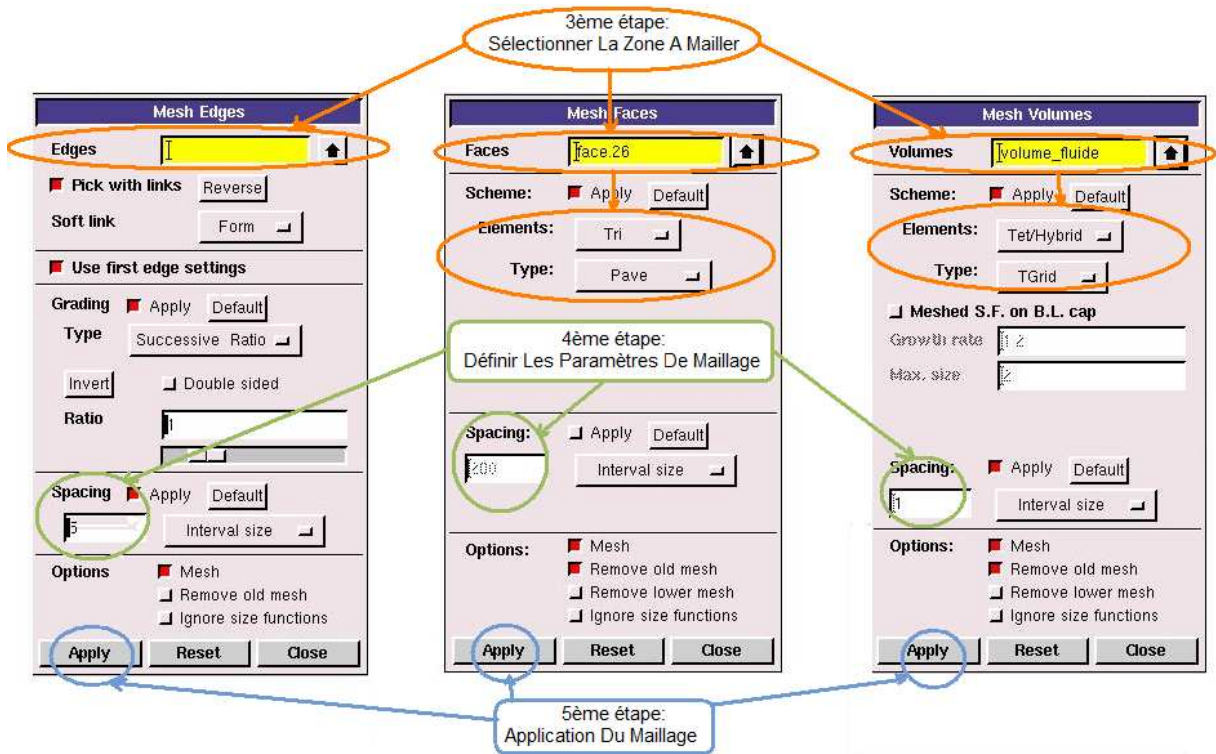 3ème étape:
Sélectionner La Zone A Mailler
Mesh Edges
Edges
Pick with links Reverse
Soft link Form
Use first edge settings
Grading Apply Default
Type Successive Ratio
Invert Double sided
Ratio 1
Spacing Apply Default
5 Interval size
Options Mesh
Remove old mesh
Ignore size functions
Apply Reset Close
Mesh Faces
Faces face.26
Scheme: Apply Default
Elements: Tri
Type: Pave
4ème étape:
Définir Les Paramètres De Maillage
Spacing: Apply Default
200 Interval size
Options: Mesh
Remove old mesh
Remove lower mesh
Ignore size functions
Apply Reset Close
Mesh Volumes
Volumes volume_fluide
Scheme: Apply Default
Elements: Tet/Hybrid
Type: TGrid
Meshed S.F. on B.L. cap
Growth rate 1.2
Max. size 2
Spacing: Apply Default
1 Interval size
Options: Mesh
Remove old mesh
Remove lower mesh
Ignore size functions
Apply Reset Close
5ème étape:
Application Du Maillage